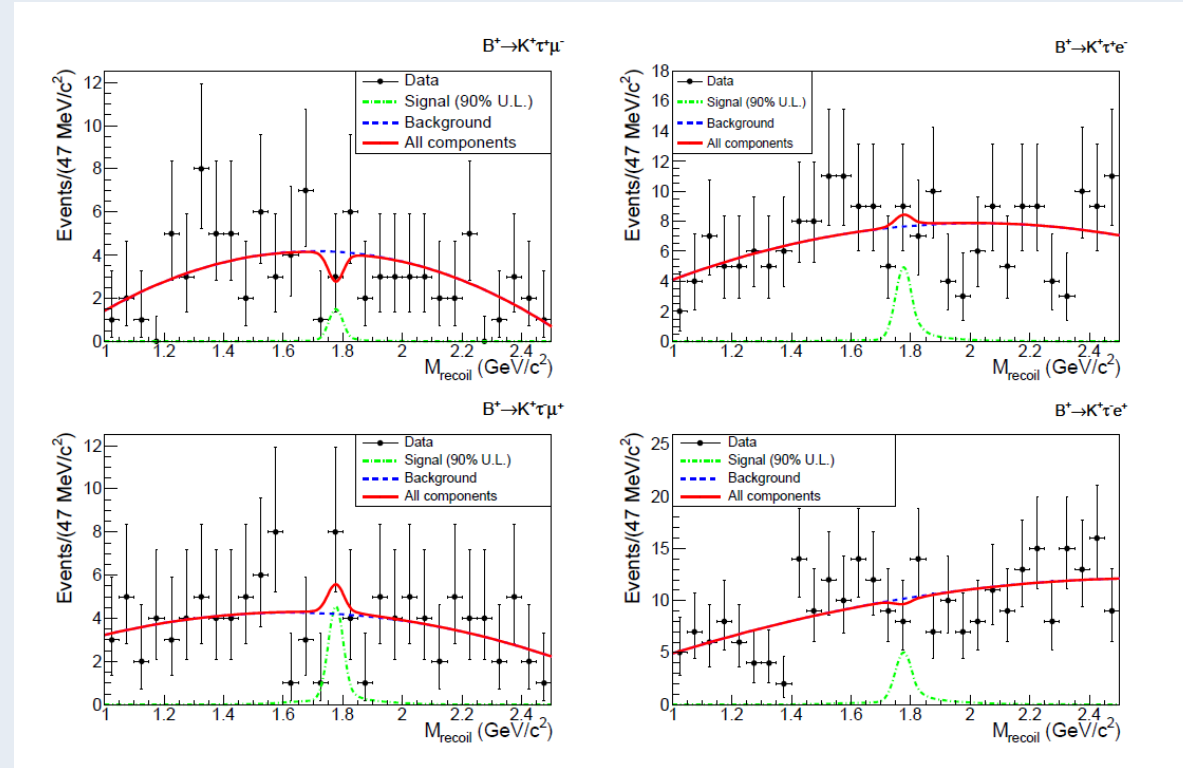 B⁺→K⁺τ⁺μ⁻
Events/(47 MeV/c²)
12
10
8
6
4
2
0
Data
Signal (90% U.L.)
Background
All components
1 1.2 1.4 1.6 1.8 2 2.2 2.4
M_recoil (GeV/c²)
B⁺→K⁺τ⁺e⁻
Events/(47 MeV/c²)
18
16
14
12
10
8
6
4
2
0
Data
Signal (90% U.L.)
Background
All components
1 1.2 1.4 1.6 1.8 2 2.2 2.4
M_recoil (GeV/c²)
B⁺→K⁺τ⁻μ⁺
Events/(47 MeV/c²)
12
10
8
6
4
2
0
Data
Signal (90% U.L.)
Background
All components
1 1.2 1.4 1.6 1.8 2 2.2 2.4
M_recoil (GeV/c²)
B⁺→K⁺τ⁻e⁺
Events/(47 MeV/c²)
25
20
15
10
5
0
Data
Signal (90% U.L.)
Background
All components
1 1.2 1.4 1.6 1.8 2 2.2 2.4
M_recoil (GeV/c²)